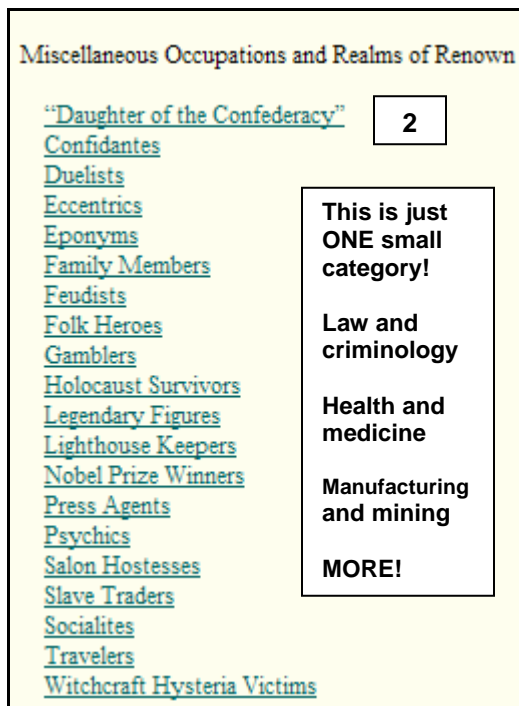 Miscellaneous Occupations and Realms of Renown
“Daughter of the Confederacy”
2
Confidantes
Duelists
Eccentrics
Eponyms
Family Members
Feudists
Folk Heroes
Gamblers
Holocaust Survivors
Legendary Figures
Lighthouse Keepers
Nobel Prize Winners
Press Agents
Psychics
Salon Hostesses
Slave Traders
Socialites
Travelers
Witchcraft Hysteria Victims
This is just
ONE small
category!
Law and
criminology
Health and
medicine
Manufacturing
and mining
MORE!